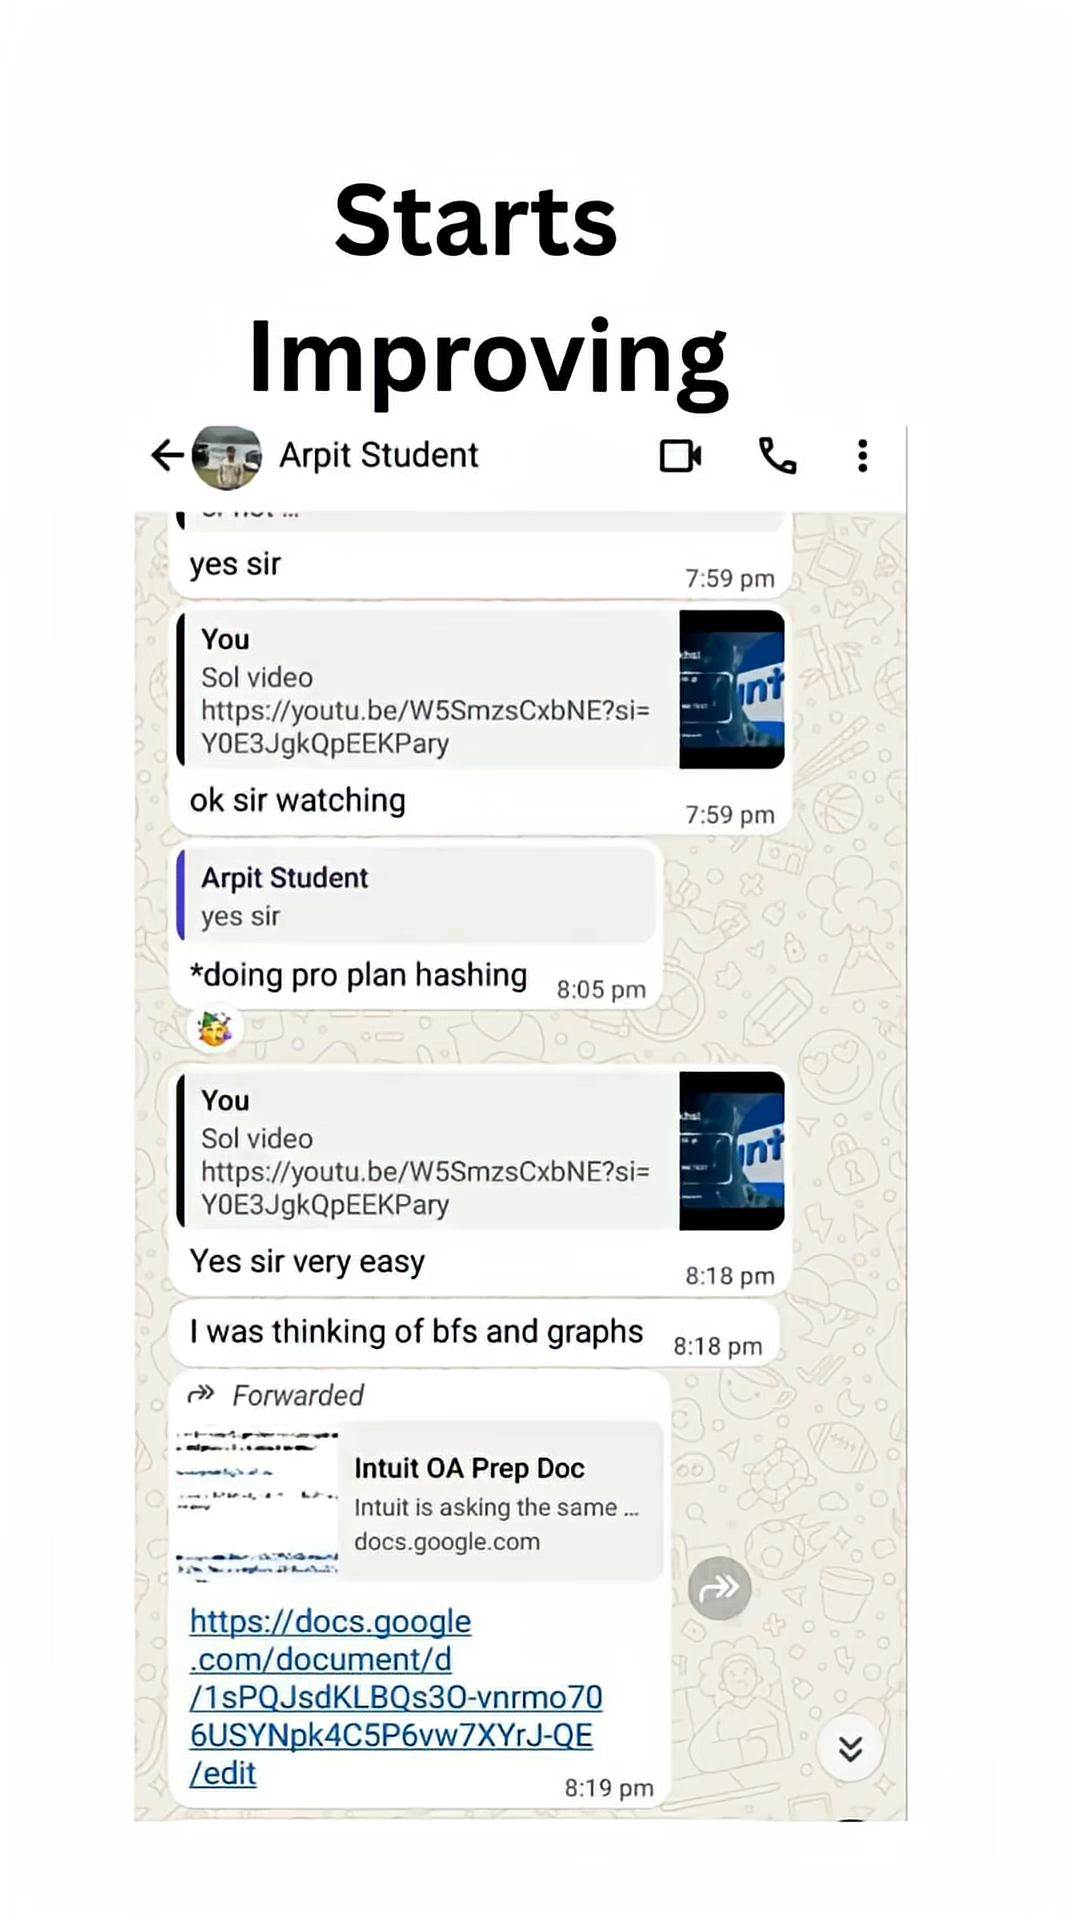 Starts
Improving
Arpit Student
yes sir
7:59 pm
You
Sol video
https://youtu.be/W5SmzsCxbNE?si=
Y0E3JgkQpEEKPary
ok sir watching
7:59 pm
Arpit Student
yes sir
*doing pro plan hashing
8:05 pm
You
Sol video
https://youtu.be/W5SmzsCxbNE?si=
Y0E3JgkQpEEKPary
Yes sir very easy
8:18 pm
I was thinking of bfs and graphs
8:18 pm
Forwarded
Intuit OA Prep Doc
Intuit is asking the same ...
docs.google.com
https://docs.google
.com/document/d
/1sPQJsdKLBQs3O-vnrmo70
6USYNpk4C5P6vw7XYrJ-QE
/edit
8:19 pm